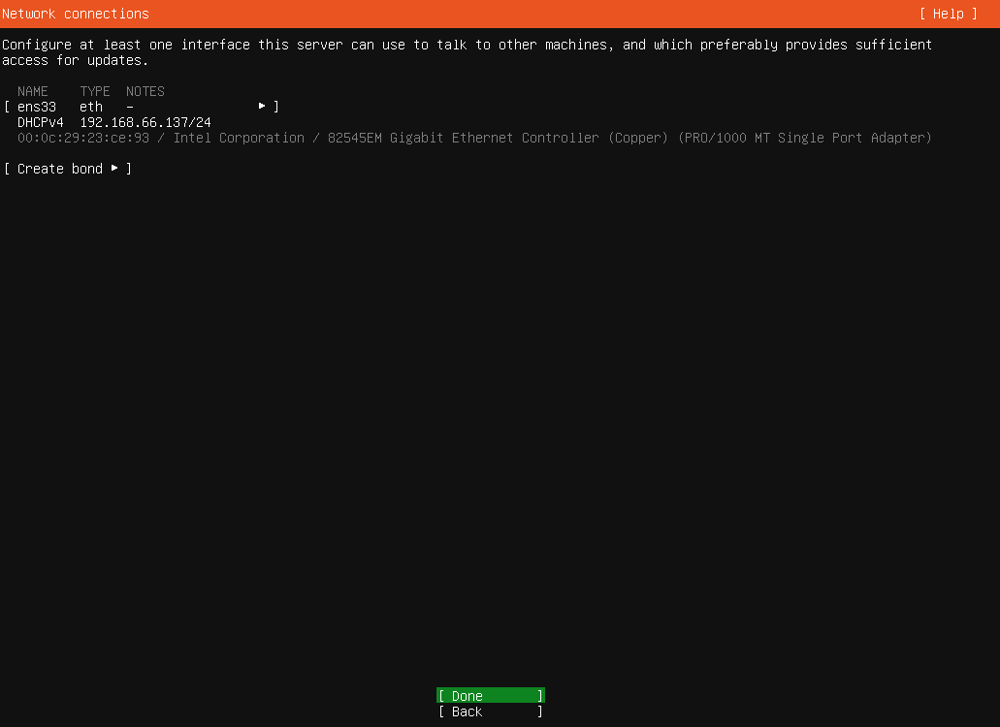 Network connections [ Help ]
Configure at least one interface this server can use to talk to other machines, and which preferably provides sufficient
access for updates.
NAME TYPE NOTES
[ ens33 eth – ▸ ]
DHCPv4 192.168.66.137/24
00:0c:29:23:ce:93 / Intel Corporation / 82545EM Gigabit Ethernet Controller (Copper) (PRO/1000 MT Single Port Adapter)
[ Create bond ▸ ]
[ Done ]
[ Back ]